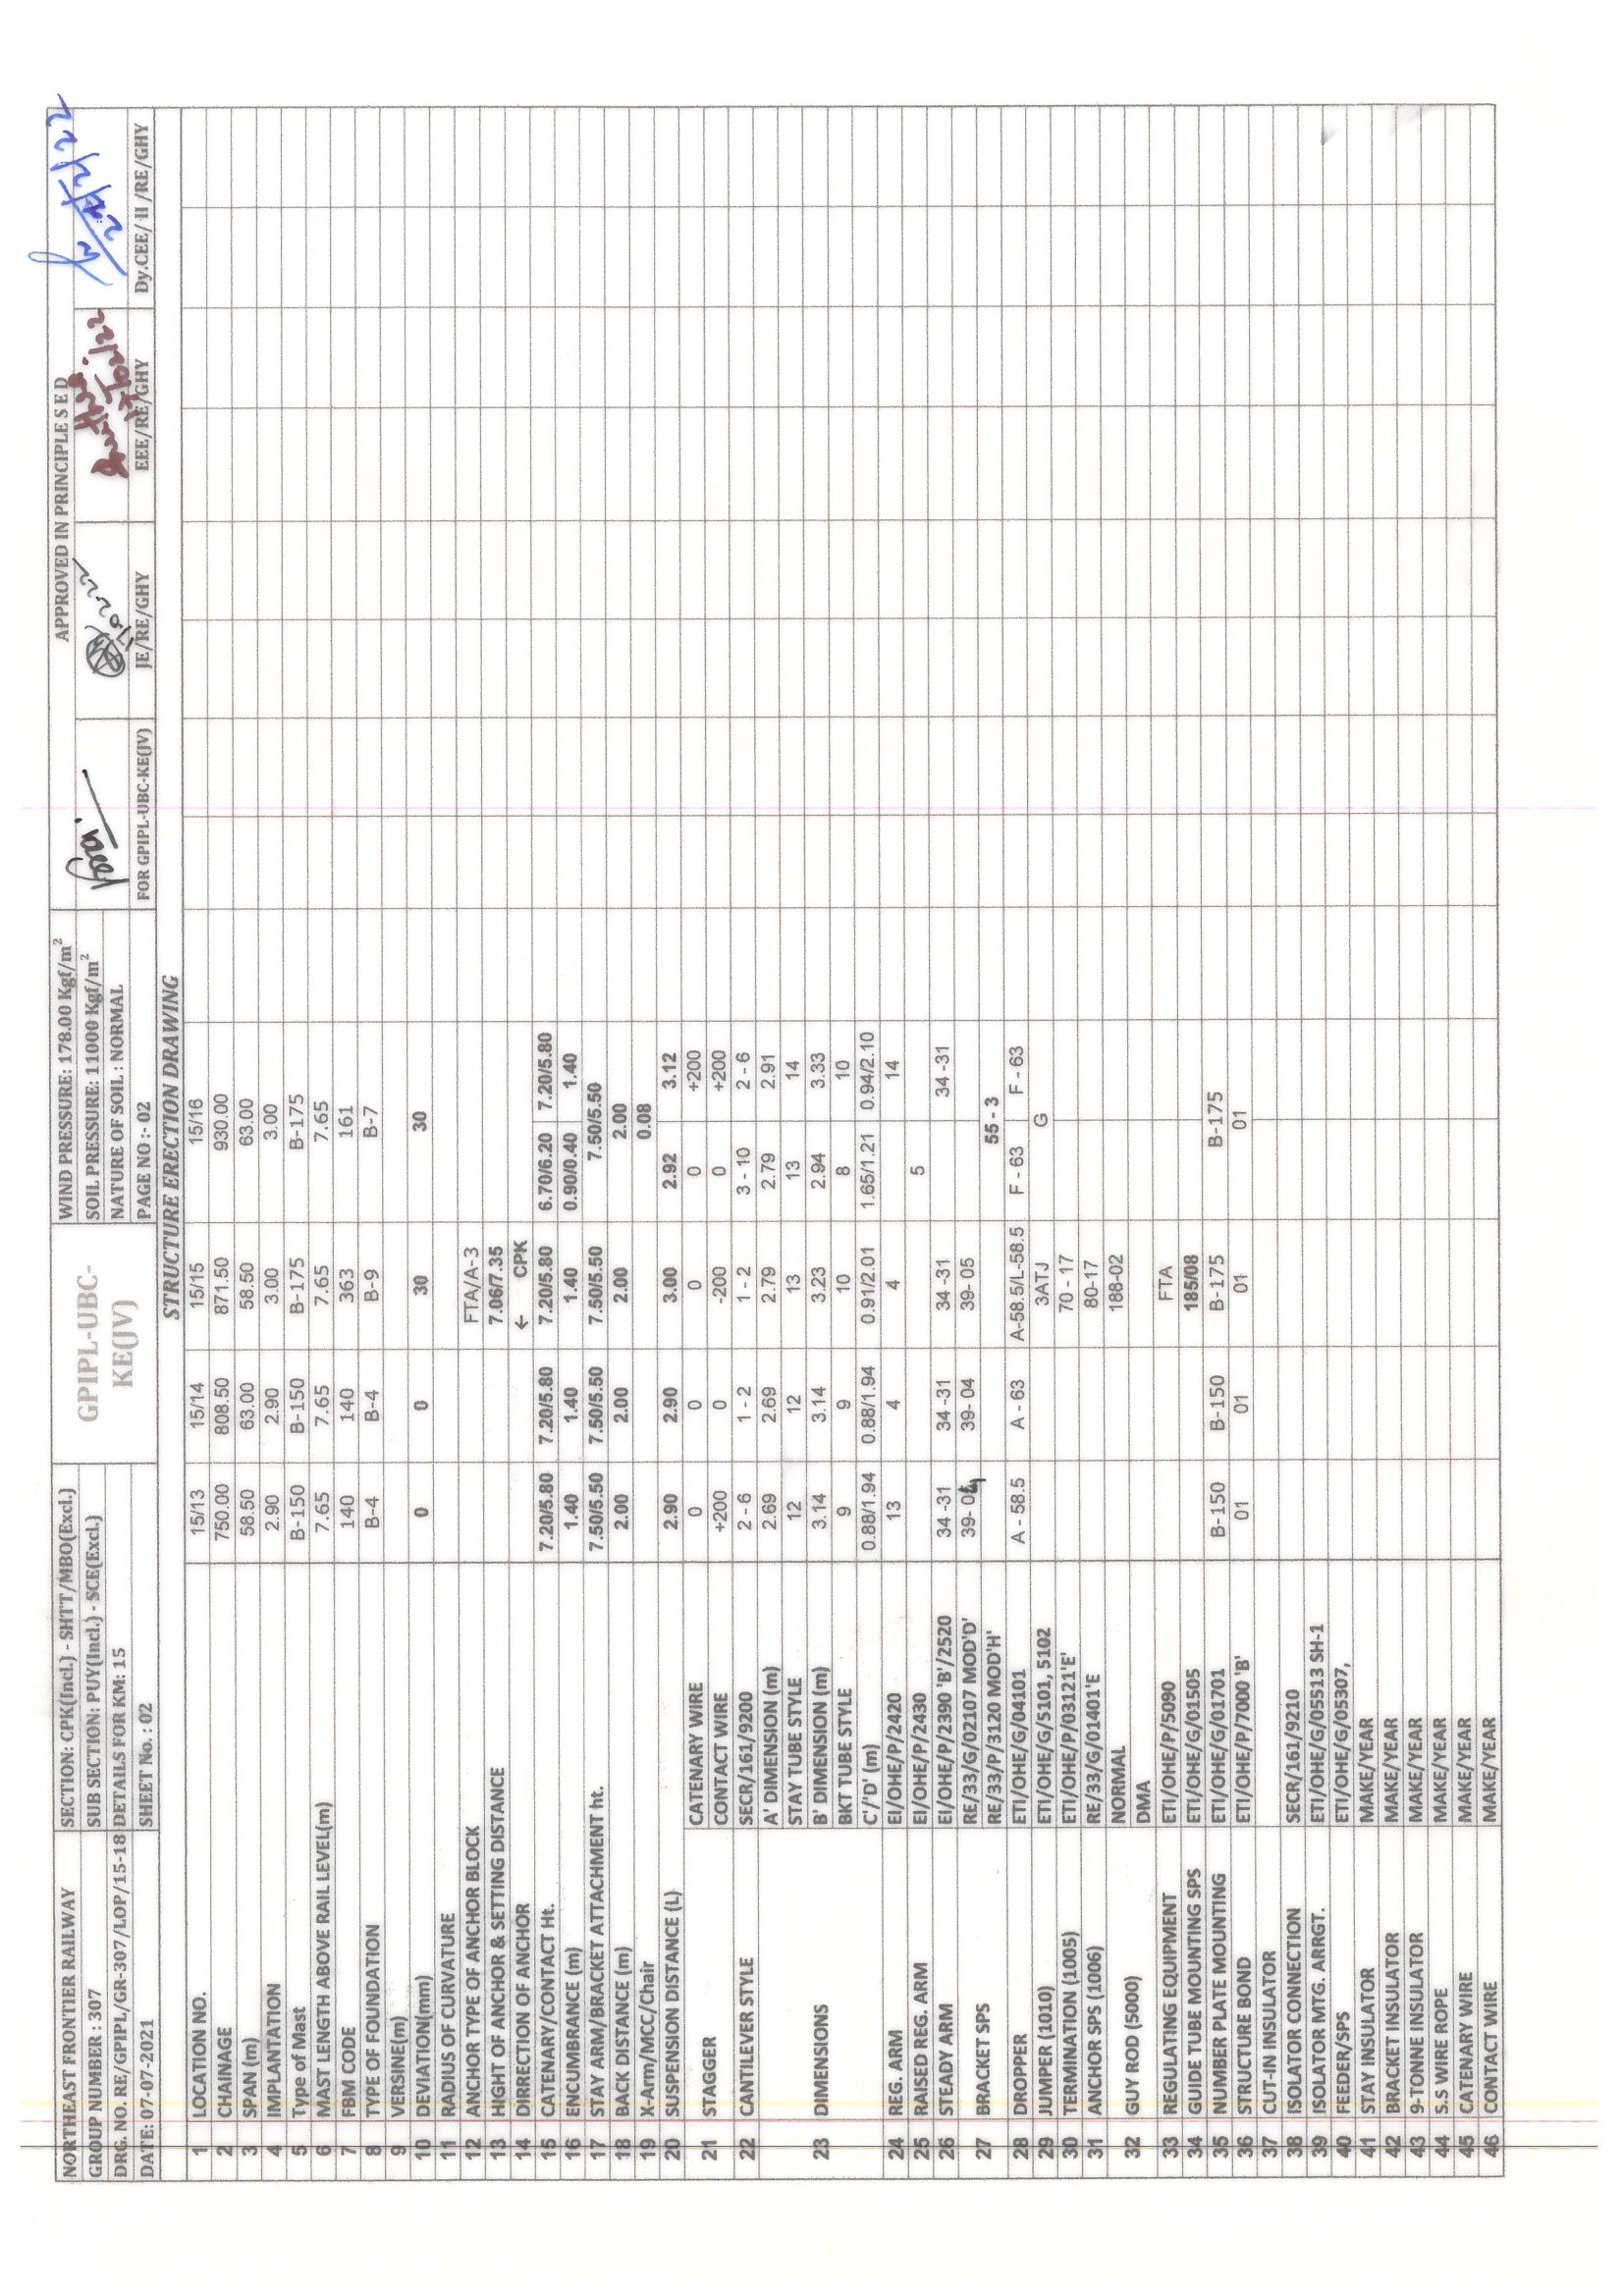 NORTHEAST FRONTIER RAILWAY
SECTION: CPK(Incl.) - SHTT/MBO(Excl.)
GPIPL-UBC-
KE(JV)
WIND PRESSURE: 178.00 Kgf/m²
APPROVED IN PRINCIPLE S E D
GROUP NUMBER : 307
SUB SECTION: PUY(Incl.) - SCE(Excl.)
SOIL PRESSURE: 11000 Kgf/m²
DRG. NO. RE/GPIPL/GR-307/LOP/15-18
DETAILS FOR KM: 15
NATURE OF SOIL : NORMAL
DATE: 07-07-2021
SHEET No. : 02
PAGE NO :- 02
FOR GPIPL-UBC-KE(JV)
JE/RE/GHY
EEE/RE/GHY
Dy.CEE/ II /RE/GHY
STRUCTURE ERECTION DRAWING
1 LOCATION NO. 15/13 15/14 15/15 15/16
2 CHAINAGE 750.00 808.50 871.50 930.00
3 SPAN (m) 58.50 63.00 58.50 63.00
4 IMPLANTATION 2.90 2.90 3.00 3.00
5 Type of Mast B-150 B-150 B-175 B-175
6 MAST LENGTH ABOVE RAIL LEVEL(m) 7.65 7.65 7.65 7.65
7 FBM CODE 140 140 363 161
8 TYPE OF FOUNDATION B-4 B-4 B-9 B-7
9 VERSINE(m)
10 DEVIATION(mm) 0 0 30 30
11 RADIUS OF CURVATURE
12 ANCHOR TYPE OF ANCHOR BLOCK FTA/A-3
13 HIGHT OF ANCHOR & SETTING DISTANCE 7.06/7.35
14 DIRRECTION OF ANCHOR ← CPK
15 CATENARY/CONTACT Ht. 7.20/5.80 7.20/5.80 7.20/5.80 6.70/6.20 7.20/5.80
16 ENCUMBRANCE (m) 1.40 1.40 1.40 0.90/0.40 1.40
17 STAY ARM/BRACKET ATTACHMENT ht. 7.50/5.50 7.50/5.50 7.50/5.50 7.50/5.50
18 BACK DISTANCE (m) 2.00 2.00 2.00 2.00
19 X-Arm/MCC/Chair 0.08
20 SUSPENSION DISTANCE (L) 2.90 2.90 3.00 2.92 3.12
21 STAGGER CATENARY WIRE 0 0 0 0 +200
CONTACT WIRE +200 0 -200 0 +200
22 CANTILEVER STYLE SECR/161/9200 2 - 6 1 - 2 1 - 2 3 - 10 2 - 6
23 DIMENSIONS A' DIMENSION (m) 2.69 2.69 2.79 2.79 2.91
STAY TUBE STYLE 12 12 13 13 14
B' DIMENSION (m) 3.14 3.14 3.23 2.94 3.33
BKT TUBE STYLE 9 9 10 8 10
C'/'D' (m) 0.88/1.94 0.88/1.94 0.91/2.01 1.65/1.21 0.94/2.10
24 REG. ARM EI/OHE/P/2420 13 4 4 14
25 RAISED REG. ARM EI/OHE/P/2430 5
26 STEADY ARM EI/OHE/P/2390 'B'/2520 34 -31 34 -31 34 -31 34 -31
27 BRACKET SPS RE/33/G/02107 MOD'D' 39- 04 39- 04 39- 05
RE/33/P/3120 MOD'H' 55 - 3
28 DROPPER ETI/OHE/G/04101 A - 58.5 A - 63 A-58.5/L-58.5 F - 63 F - 63
29 JUMPER (1010) ETI/OHE/G/5101, 5102 3ATJ G
30 TERMINATION (1005) ETI/OHE/P/03121'E' 70 - 17
31 ANCHOR SPS (1006) RE/33/G/01401'E 80-17
32 GUY ROD (5000) NORMAL 188-02
DMA
33 REGULATING EQUIPMENT ETI/OHE/P/5090 FTA
34 GUIDE TUBE MOUNTING SPS ETI/OHE/G/01505 185/08
35 NUMBER PLATE MOUNTING ETI/OHE/G/01701 B-150 B-150 B-175 B-175
36 STRUCTURE BOND ETI/OHE/P/7000 'B' 01 01 01 01
37 CUT-IN INSULATOR
38 ISOLATOR CONNECTION SECR/161/9210
39 ISOLATOR MTG. ARRGT. ETI/OHE/G/05513 SH-1
40 FEEDER/SPS ETI/OHE/G/05307,
41 STAY INSULATOR MAKE/YEAR
42 BRACKET INSULATOR MAKE/YEAR
43 9-TONNE INSULATOR MAKE/YEAR
44 S.S WIRE ROPE MAKE/YEAR
45 CATENARY WIRE MAKE/YEAR
46 CONTACT WIRE MAKE/YEAR